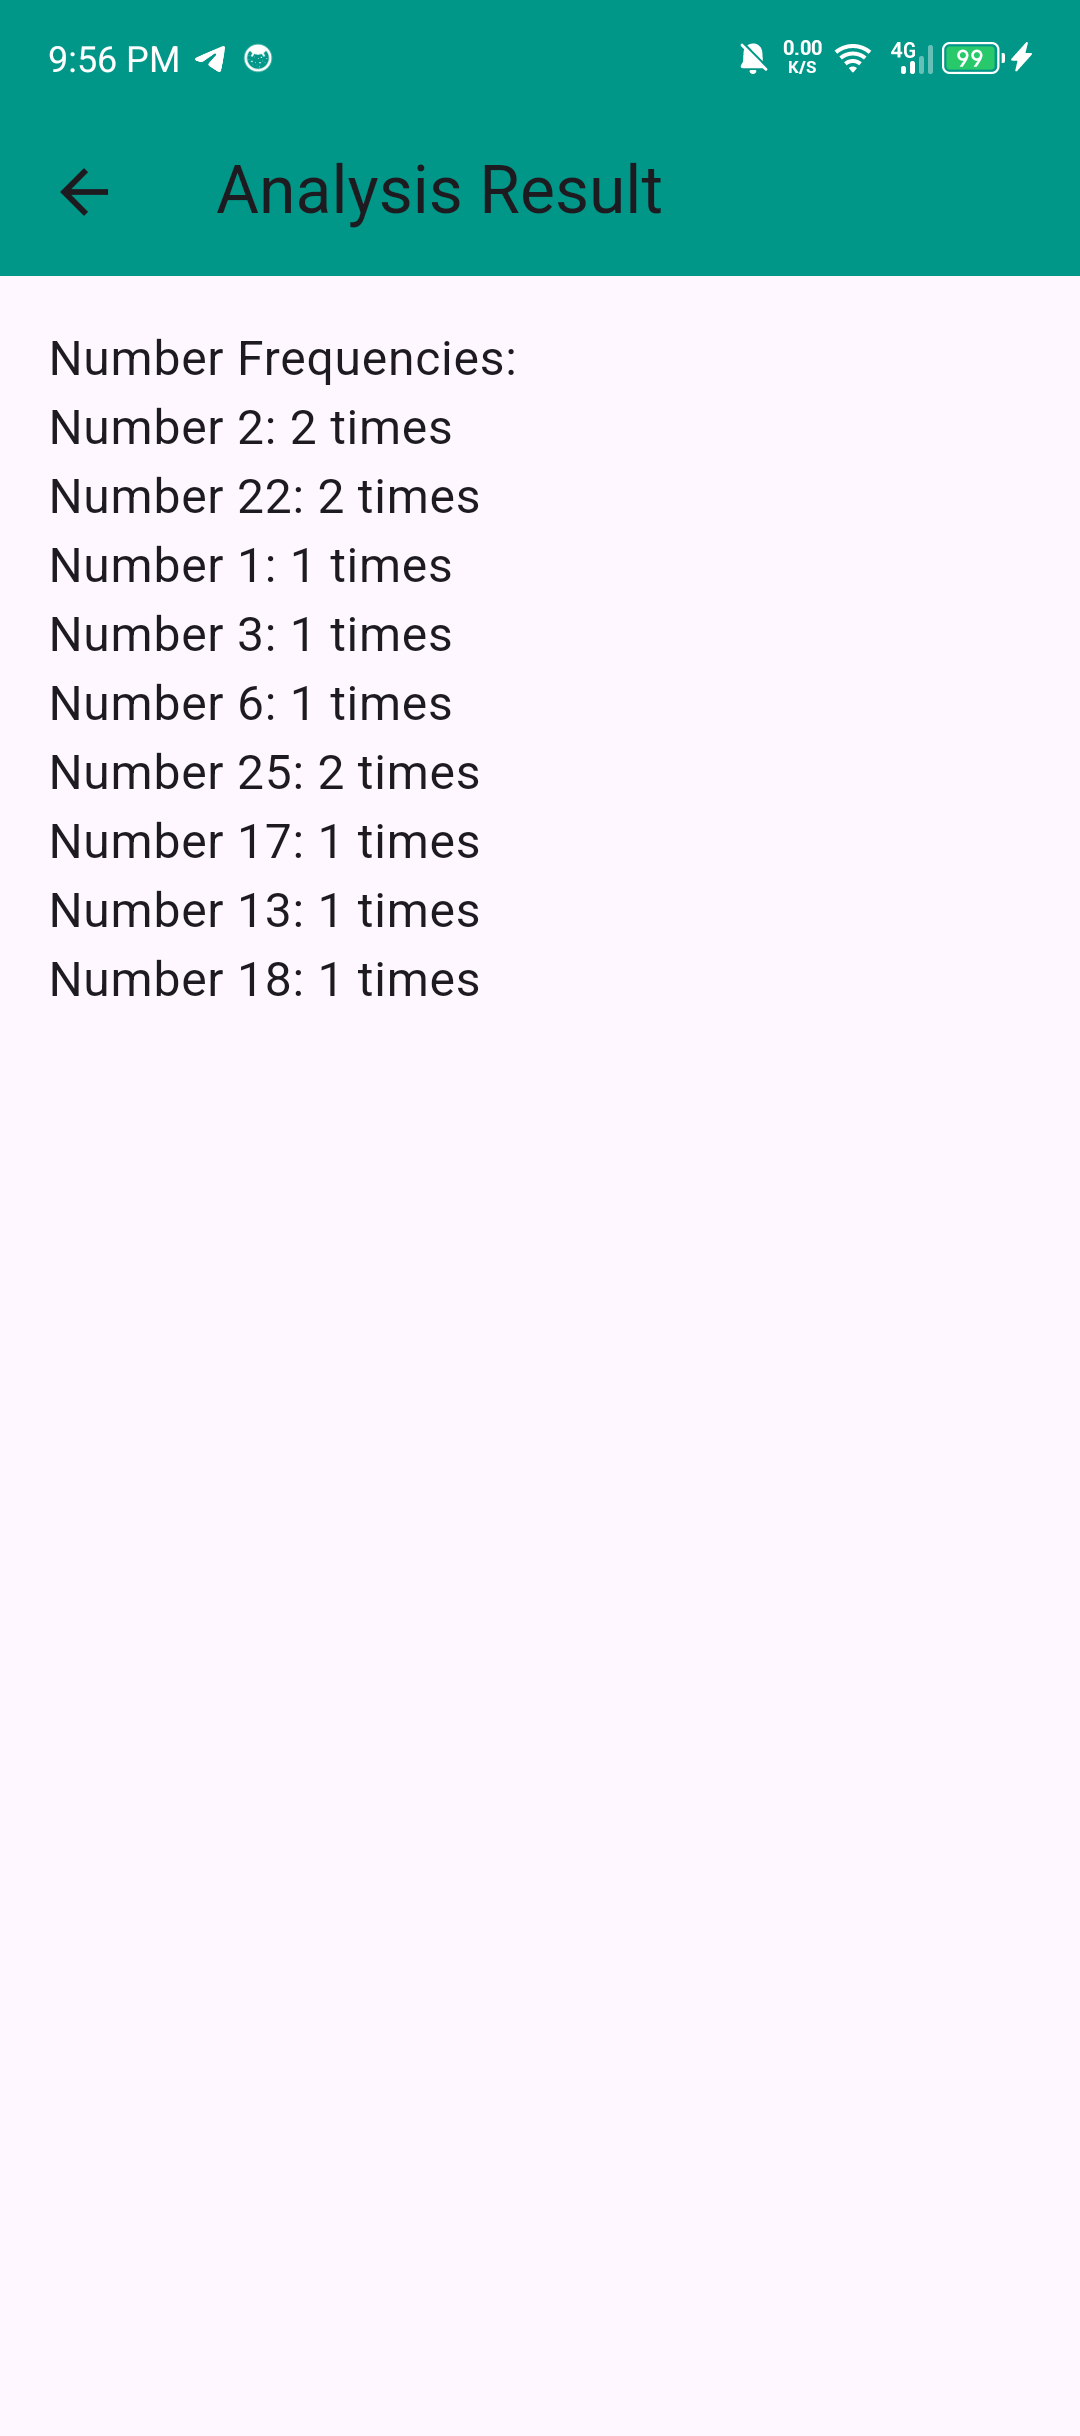 9:56 PM 0.00 K/S 4G 99
Analysis Result
Number Frequencies:
Number 2: 2 times
Number 22: 2 times
Number 1: 1 times
Number 3: 1 times
Number 6: 1 times
Number 25: 2 times
Number 17: 1 times
Number 13: 1 times
Number 18: 1 times